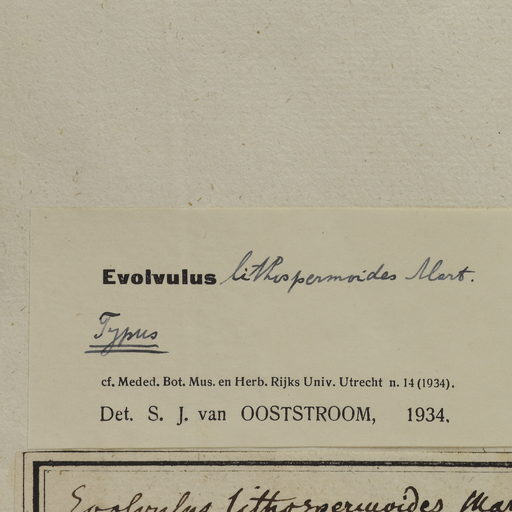 Evolvulus lithospermoides Mart.
Typus
cf. Meded. Bot. Mus. en Herb. Rijks Univ. Utrecht n. 14 (1934).
Det. S. J. van OOSTSTROOM, 1934.
Evolvulus lithospermoides Mar